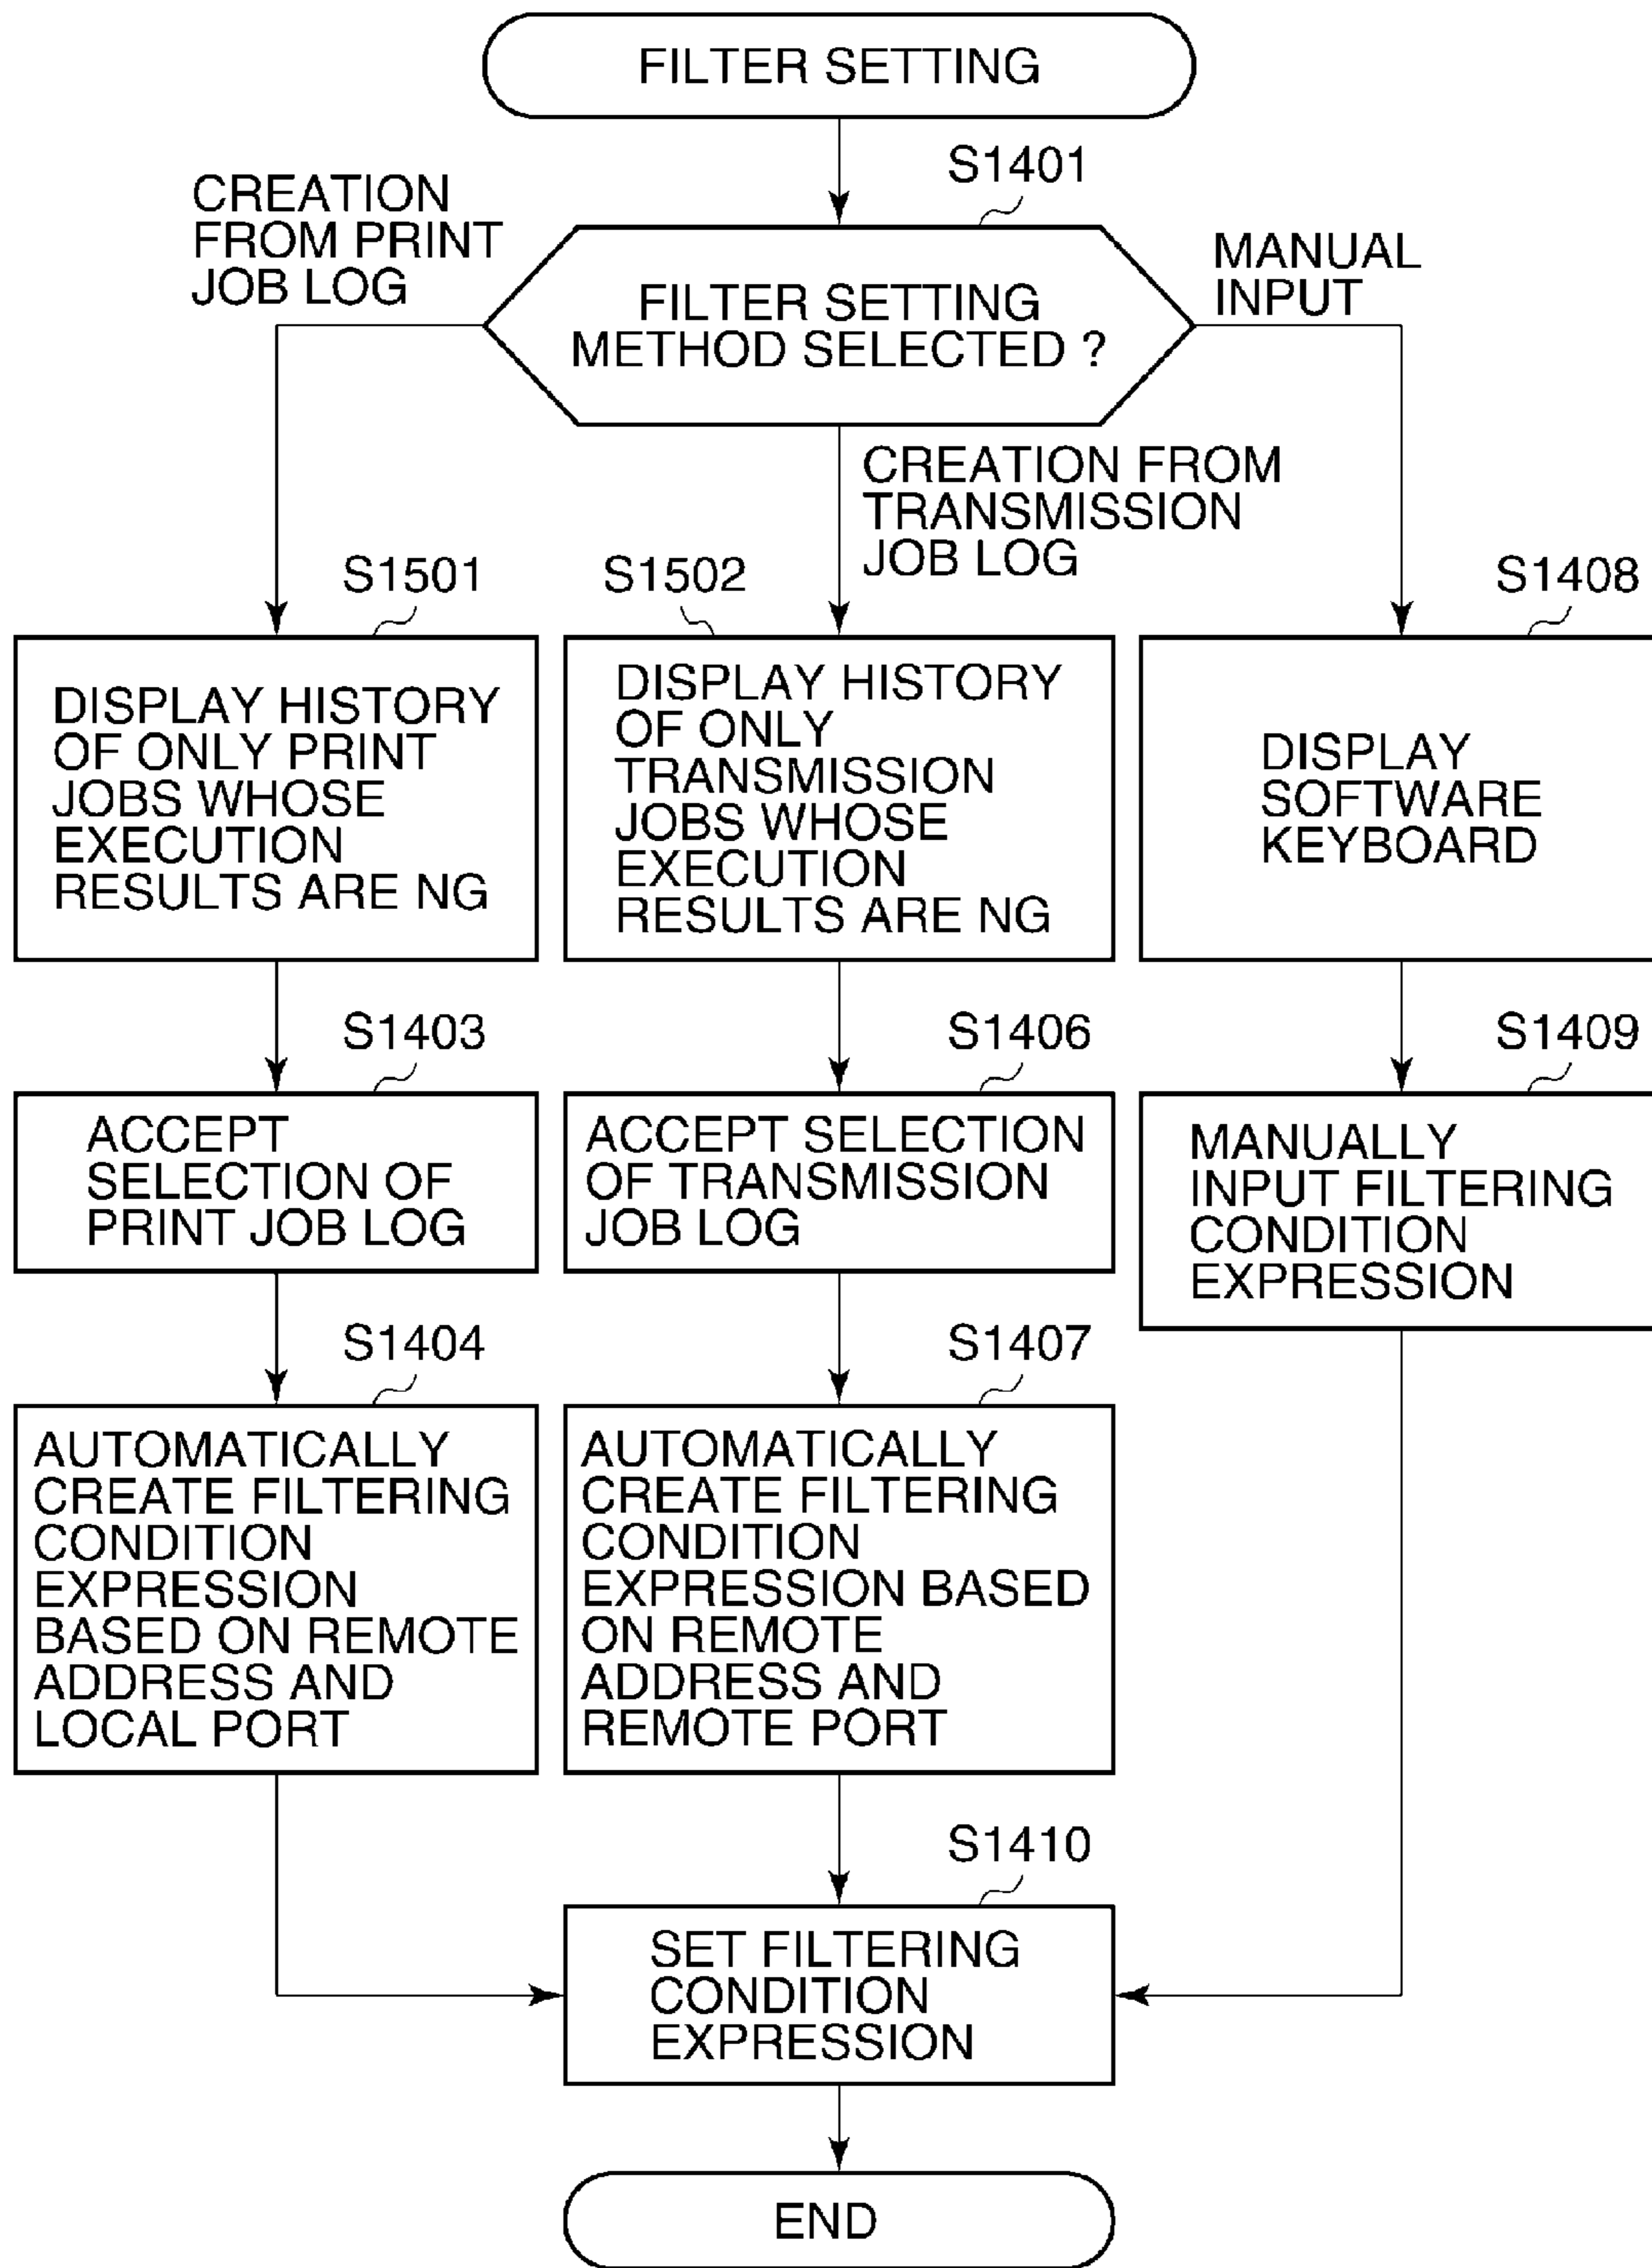 FILTER SETTING
S1401
CREATION
FROM PRINT
JOB LOG
MANUAL
INPUT
FILTER SETTING
METHOD SELECTED ?
CREATION FROM
TRANSMISSION
JOB LOG
S1501
DISPLAY HISTORY
OF ONLY PRINT
JOBS WHOSE
EXECUTION
RESULTS ARE NG
S1502
DISPLAY HISTORY
OF ONLY
TRANSMISSION
JOBS WHOSE
EXECUTION
RESULTS ARE NG
S1408
DISPLAY
SOFTWARE
KEYBOARD
S1403
ACCEPT
SELECTION OF
PRINT JOB LOG
S1406
ACCEPT SELECTION
OF TRANSMISSION
JOB LOG
S1409
MANUALLY
INPUT FILTERING
CONDITION
EXPRESSION
S1404
AUTOMATICALLY
CREATE FILTERING
CONDITION
EXPRESSION
BASED ON REMOTE
ADDRESS AND
LOCAL PORT
S1407
AUTOMATICALLY
CREATE FILTERING
CONDITION
EXPRESSION BASED
ON REMOTE
ADDRESS AND
REMOTE PORT
S1410
SET FILTERING
CONDITION
EXPRESSION
END